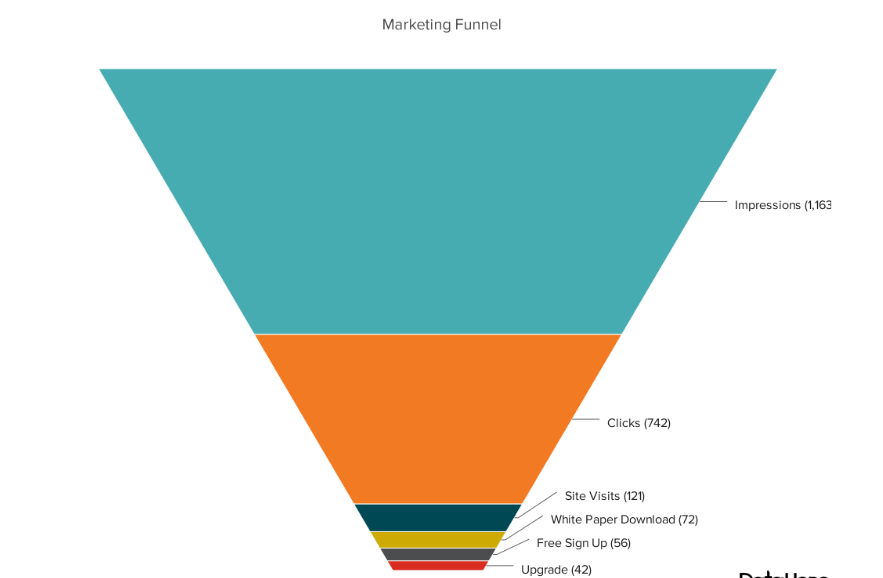 Marketing Funnel
Impressions (1,163
Clicks (742)
Site Visits (121)
White Paper Download (72)
Free Sign Up (56)
Upgrade (42)